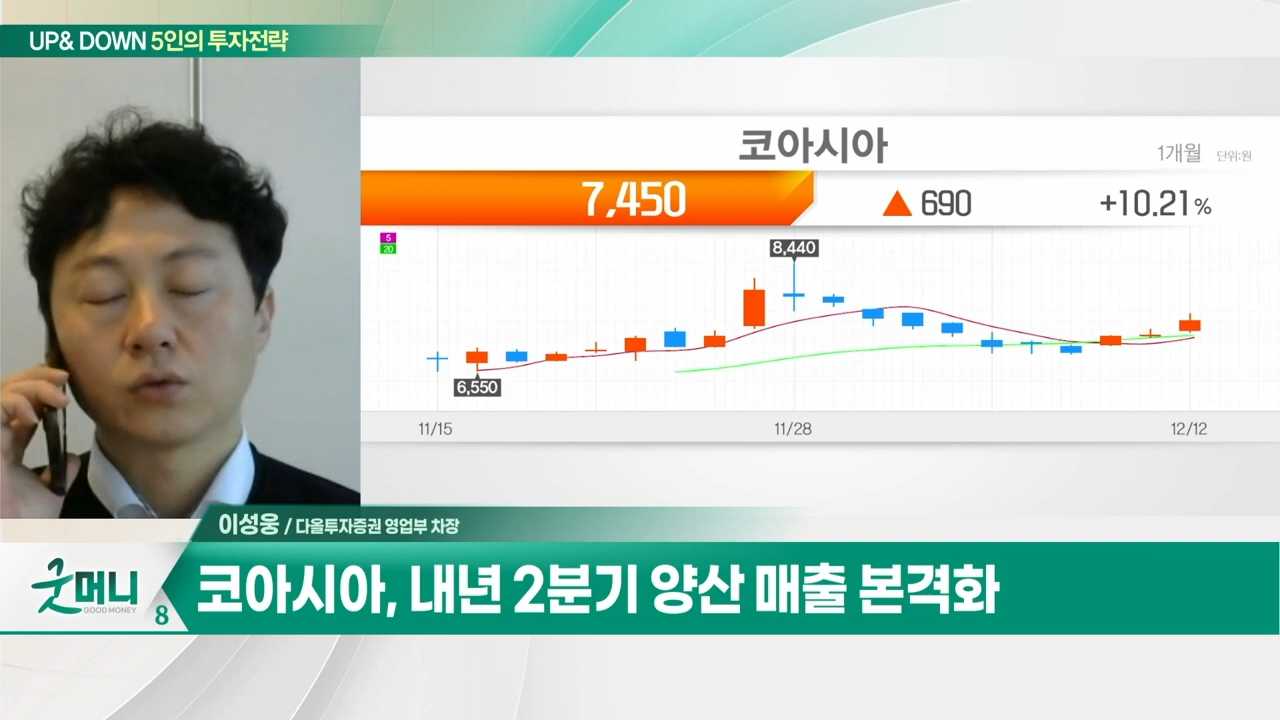 UP& DOWN 5인의 투자전략
코아시아
1개월 단위:원
7,450 ▲ 690 +10.21%
5
20
8,440
6,550
11/15 11/28 12/12
이성웅 / 다올투자증권 영업부 차장
굿머니
GOOD MONEY
8
코아시아, 내년 2분기 양산 매출 본격화